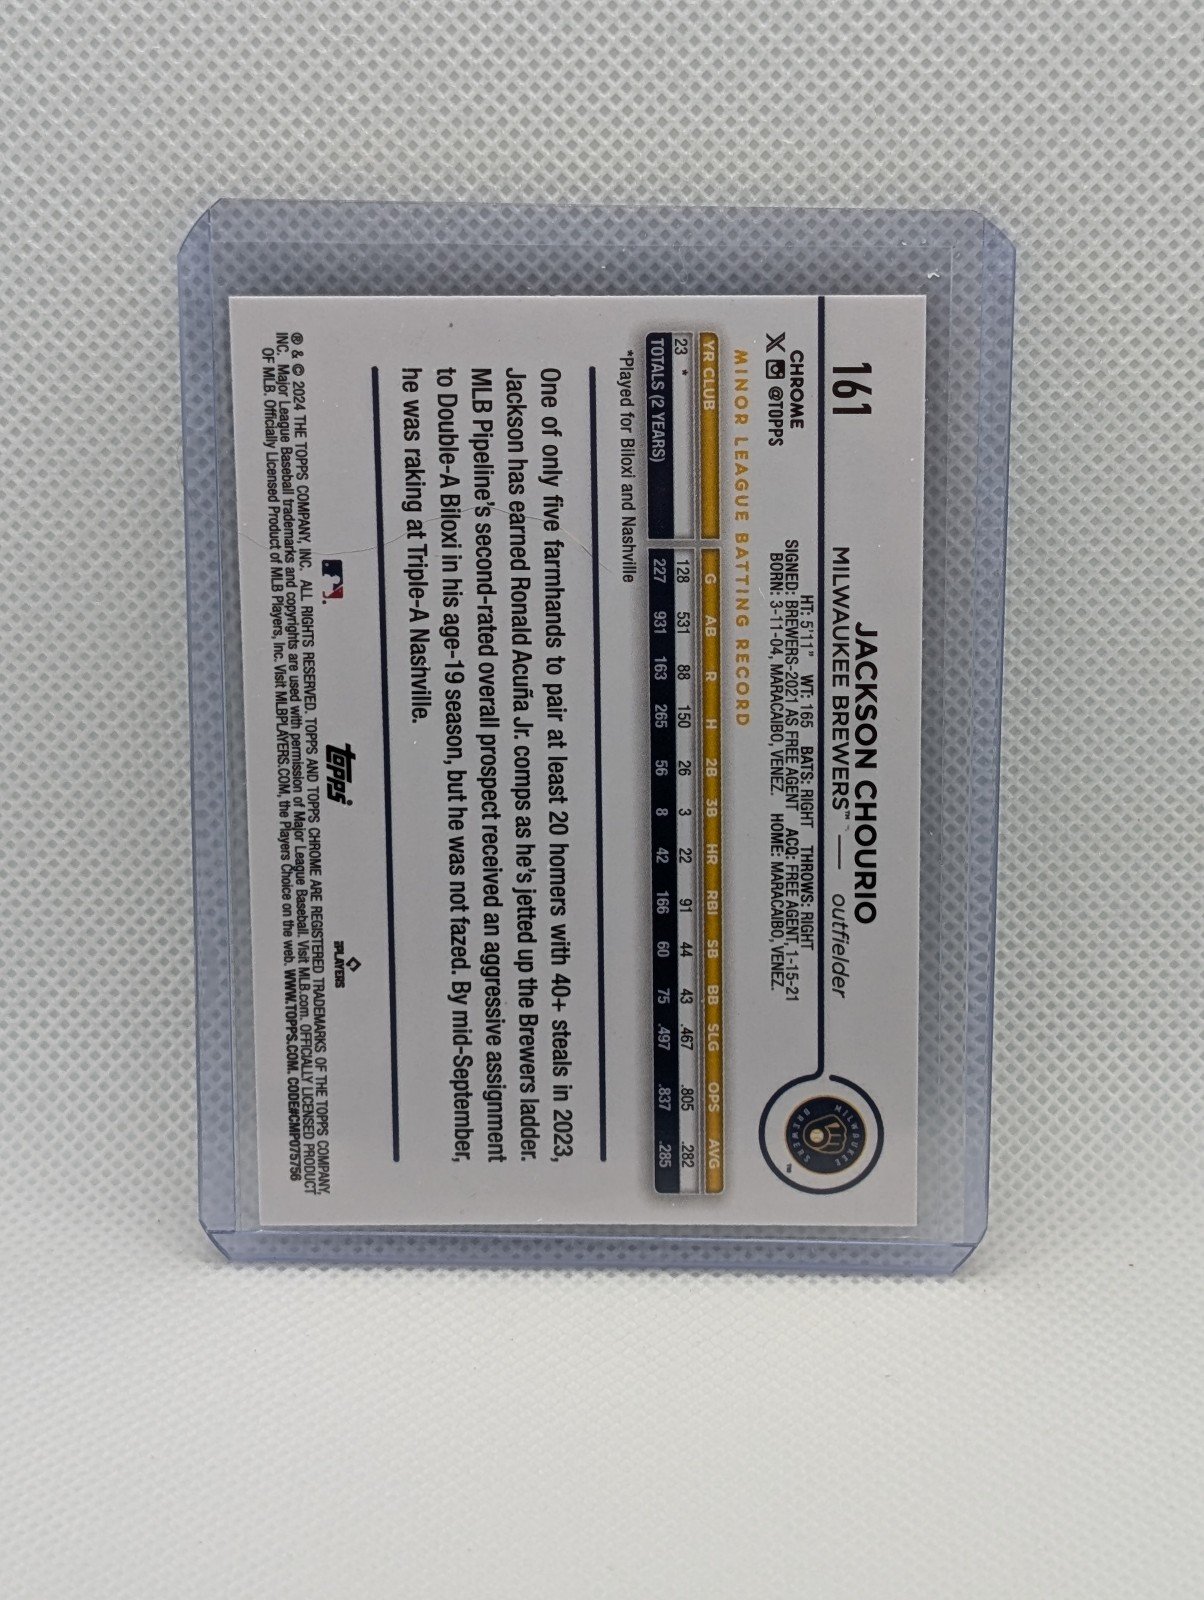 161
JACKSON CHOURIO
MILWAUKEE BREWERS™ — outfielder
MILWAUKEE BREWERS ™
CHROME
@TOPPS
HT: 5'11" WT: 165 BATS: RIGHT THROWS: RIGHT
SIGNED: BREWERS-2021 AS FREE AGENT ACQ: FREE AGENT, 1-15-21
BORN: 3-11-04, MARACAIBO, VENEZ. HOME: MARACAIBO, VENEZ.
MINOR LEAGUE BATTING RECORD
YR CLUB G AB R H 2B 3B HR RBI SB BB SLG OPS AVG
23 * 128 531 88 150 26 3 22 91 44 43 .467 .805 .282
TOTALS (2 YEARS) 227 931 163 265 56 8 42 166 60 75 .497 .837 .285
*Played for Biloxi and Nashville
One of only five farmhands to pair at least 20 homers with 40+ steals in 2023,
Jackson has earned Ronald Acuña Jr. comps as he's jetted up the Brewers ladder.
MLB Pipeline's second-rated overall prospect received an aggressive assignment
to Double-A Biloxi in his age-19 season, but he was not fazed. By mid-September,
he was raking at Triple-A Nashville.
topps
PLAYERS
® & © 2024 THE TOPPS COMPANY, INC. ALL RIGHTS RESERVED. TOPPS AND TOPPS CHROME ARE REGISTERED TRADEMARKS OF THE TOPPS COMPANY,
INC. Major League Baseball trademarks and copyrights are used with permission of Major League Baseball. Visit MLB.com. OFFICIALLY LICENSED PRODUCT
OF MLB. Officially Licensed Product of MLB Players, Inc. Visit MLBPLAYERS.COM, the Players Choice on the web. WWW.TOPPS.COM. CODE#CMP075756